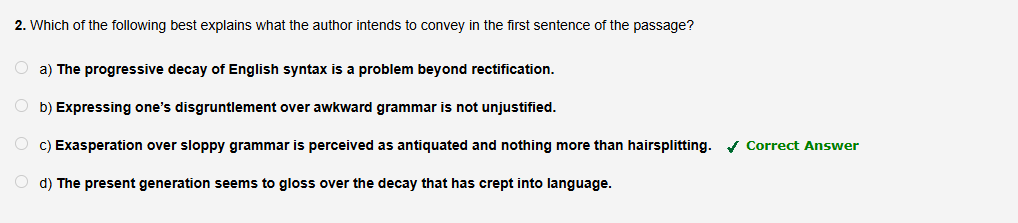 2. Which of the following best explains what the author intends to convey in the first sentence of the passage?
a) The progressive decay of English syntax is a problem beyond rectification.
b) Expressing one's disgruntlement over awkward grammar is not unjustified.
c) Exasperation over sloppy grammar is perceived as antiquated and nothing more than hairsplitting. ✓ Correct Answer
d) The present generation seems to gloss over the decay that has crept into language.